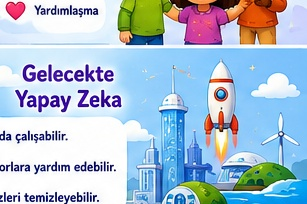 Yardımlaşma
Gelecekte
Yapay Zeka
da çalışabilir.
orlara yardım edebilir.
zleri temizleyebilir.